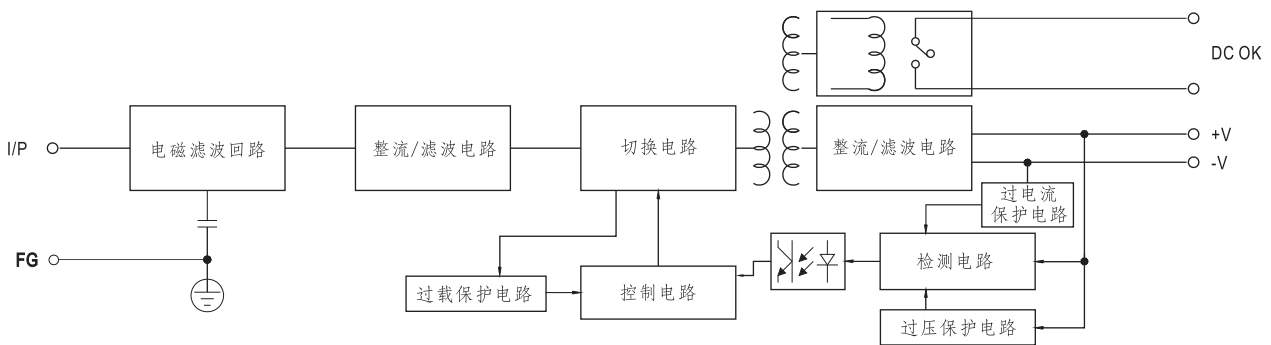 DC OK
I/P
电磁滤波回路
整流/滤波电路
切换电路
整流/滤波电路
+V
-V
过电流
保护电路
FG
检测电路
过载保护电路
控制电路
过压保护电路